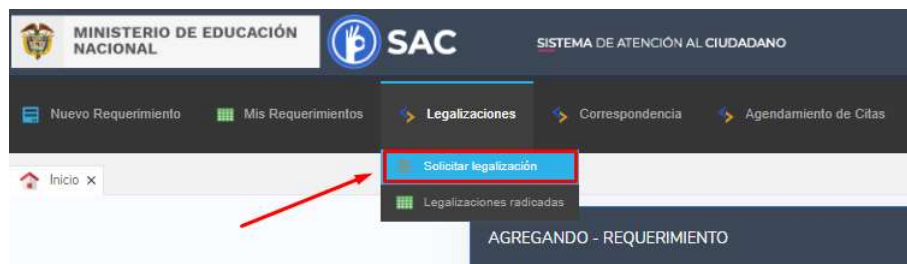 MINISTERIO DE EDUCACIÓN
NACIONAL
SAC
SISTEMA DE ATENCIÓN AL CIUDADANO
Nuevo Requerimiento
Mis Requerimientos
Legalizaciones
Correspondencia
Agendamiento de Citas
Solicitar legalización
Inicio x
Legalizaciones radicadas
AGREGANDO - REQUERIMIENTO